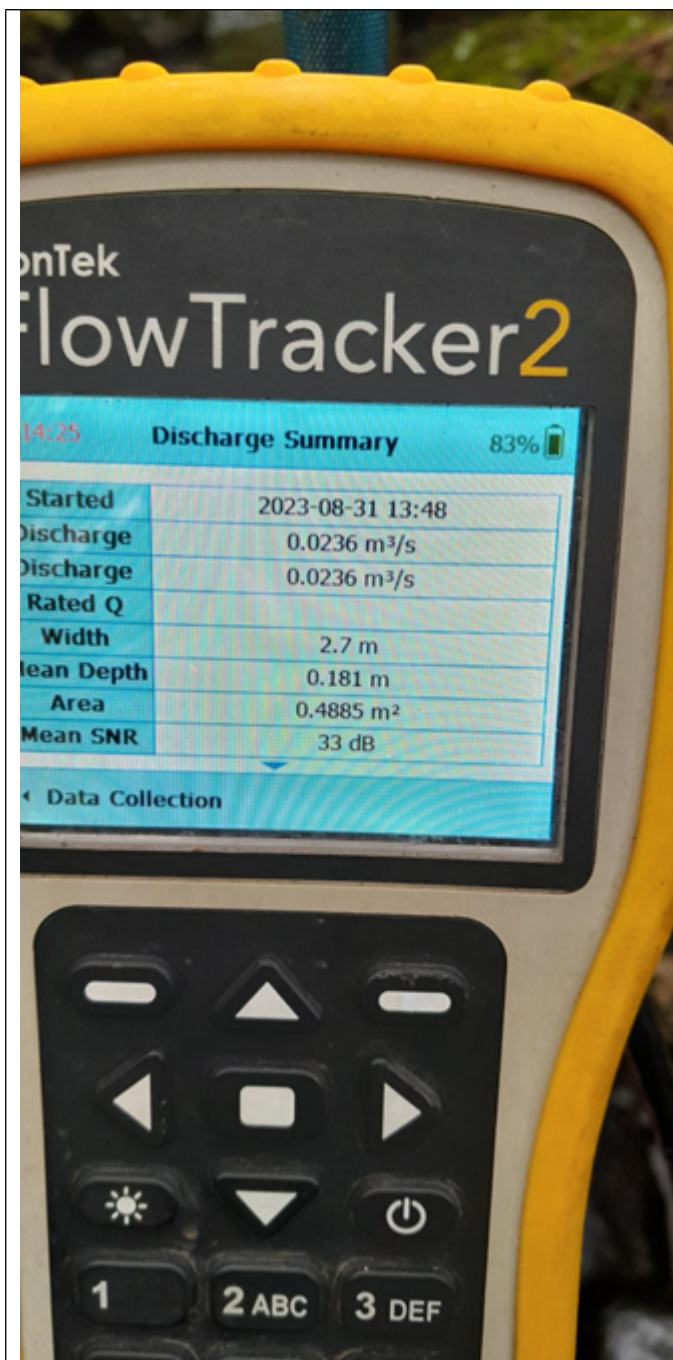 onTek
FlowTracker2
14:25 Discharge Summary 83%
Started 2023-08-31 13:48
Discharge 0.0236 m³/s
Discharge 0.0236 m³/s
Rated Q
Width 2.7 m
Mean Depth 0.181 m
Area 0.4885 m²
Mean SNR 33 dB
Data Collection
1 2 ABC 3 DEF